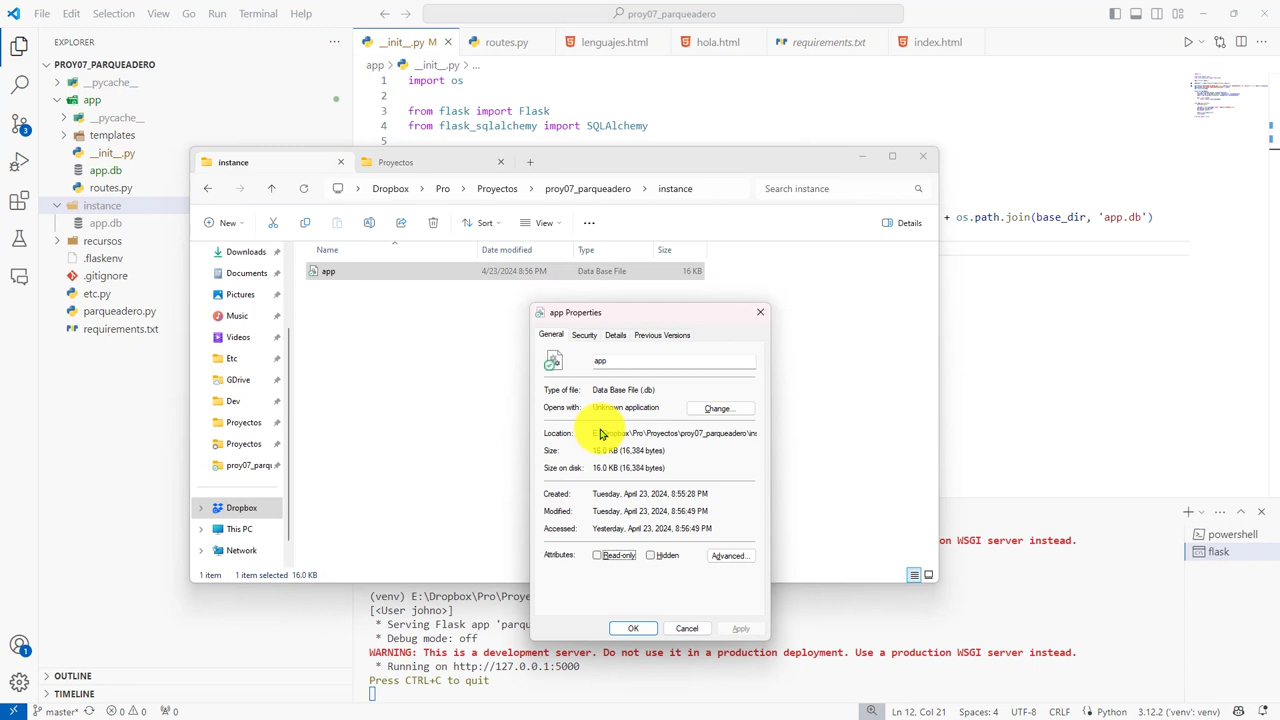 File Edit Selection View Go Run Terminal Help
proy07_parqueadero
EXPLORER
PROY07_PARQUEADERO
__pycache__
app
__pycache__
templates
__init__.py
app.db
routes.py
instance
app.db
recursos
.flaskenv
.gitignore
etc.py
parqueadero.py
requirements.txt
OUTLINE
TIMELINE
__init__.py M
routes.py
lenguajes.html
hola.html
requirements.txt
index.html
app > __init__.py > ...
1 import os
2
3 from flask import Flask
4 from flask_sqlalchemy import SQLAlchemy
5
+ os.path.join(base_dir, 'app.db')
instance
Proyectos
Dropbox > Pro > Proyectos > proy07_parqueadero > instance
Search instance
New
Sort
View
Details
Downloads
Documents
Pictures
Music
Videos
Etc
GDrive
Dev
Proyectos
Proyectos
proy07_parqu
Dropbox
This PC
Network
Name Date modified Type Size
app 4/23/2024 8:56 PM Data Base File 16 KB
1 item 1 item selected 16.0 KB
app Properties
General Security Details Previous Versions
app
Type of file: Data Base File (.db)
Opens with: Unknown application Change...
Location: E:\Dropbox\Pro\Proyectos\proy07_parqueadero\ins
Size: 16.0 KB (16,384 bytes)
Size on disk: 16.0 KB (16,384 bytes)
Created: Tuesday, April 23, 2024, 8:55:28 PM
Modified: Tuesday, April 23, 2024, 8:56:49 PM
Accessed: Yesterday, April 23, 2024, 8:56:49 PM
Attributes: Read-only Hidden Advanced...
OK Cancel Apply
on WSGI server instead.
(venv) E:\Dropbox\Pro\Proye
[<User johno>]
* Serving Flask app 'parqu
* Debug mode: off
WARNING: This is a development server. Do not use it in a production deployment. Use a production WSGI server instead.
* Running on http://127.0.0.1:5000
Press CTRL+C to quit
powershell
flask
3
1
master* 0 0 0
Ln 12, Col 21 Spaces: 4 UTF-8 CRLF Python 3.12.2 ('venv': venv)